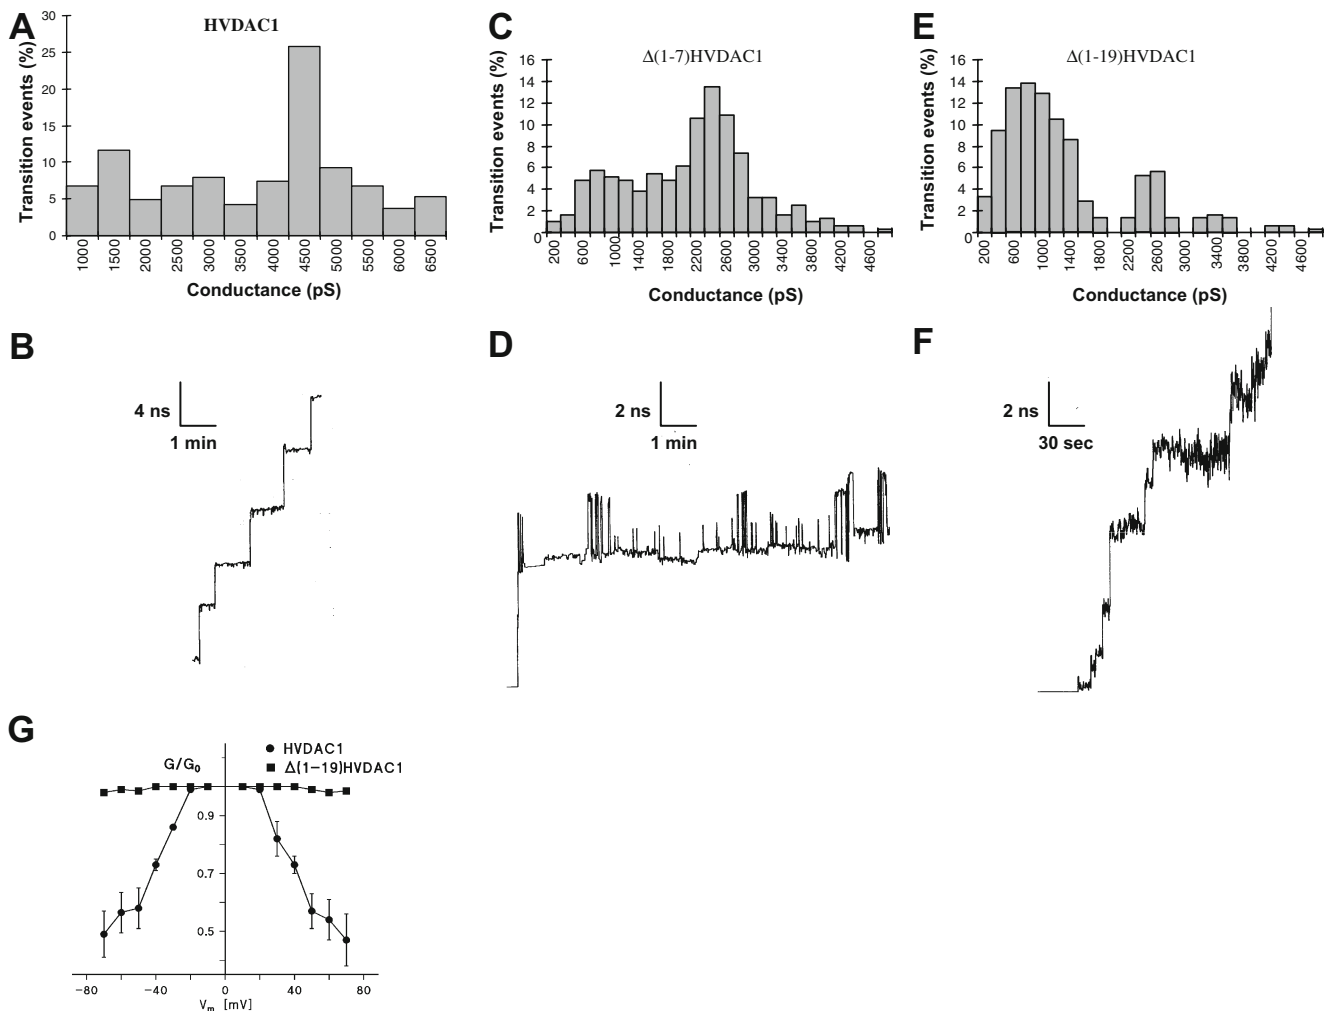 A
HVDAC1
Transition events (%)
30
25
20
15
10
5
0
1000
1500
2000
2500
3000
3500
4000
4500
5000
5500
6000
6500
Conductance (pS)
C
Δ(1-7)HVDAC1
Transition events (%)
16
14
12
10
8
6
4
2
0
200
600
1000
1400
1800
2200
2600
3000
3400
3800
4200
4600
Conductance (pS)
E
Δ(1-19)HVDAC1
Transition events (%)
16
14
12
10
8
6
4
2
0
200
600
1000
1400
1800
2200
2600
3000
3400
3800
4200
4600
Conductance (pS)
B
4 ns
1 min
D
2 ns
1 min
F
2 ns
30 sec
G
G/G₀
HVDAC1
Δ(1−19)HVDAC1
0.9
0.7
0.5
−80
−40
0
40
80
Vₘ [mV]